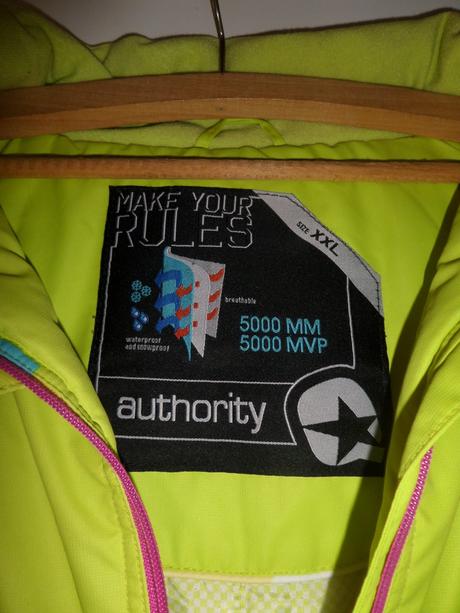 MAKE YOUR
RULES
SIZE XXL
breathable
waterproof
and snowproof
5000 MM
5000 MVP
authority